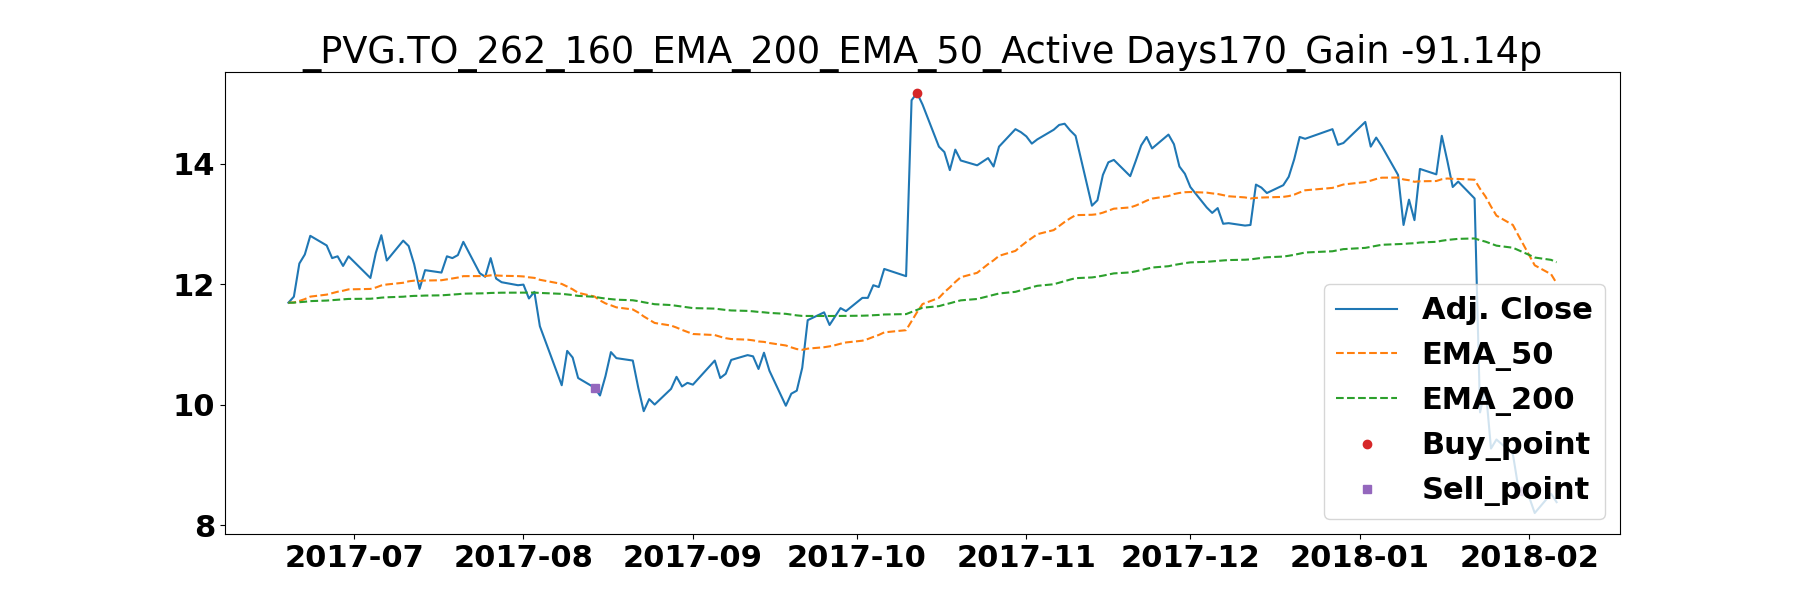 _PVG.TO_262_160_EMA_200_EMA_50_Active Days170_Gain -91.14p
14
12
10
8
2017-07 2017-08 2017-09 2017-10 2017-11 2017-12 2018-01 2018-02
Adj. Close
EMA_50
EMA_200
Buy_point
Sell_point